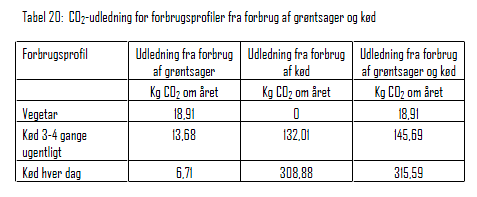 Tabel 20: CO₂-udledning for forbrugsprofiler fra forbrug af grøntsager og kød
Forbrugsprofil
Udledning fra forbrug
af grøntsager
Udledning fra forbrug
af kød
Udledning fra forbrug
af grøntsager og kød
Kg CO₂ om året
Kg CO₂ om året
Kg CO₂ om året
Vegetar 18,91 0 18,91
Kød 3-4 gange
ugentligt
13,68 132,01 145,69
Kød hver dag 6,71 308,88 315,59